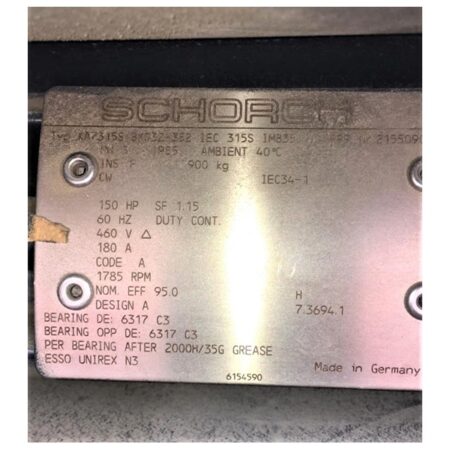 SCHORCH
IEC 315S
1985 AMBIENT 40°C
INS F 900 kg
CW IEC34-1
150 HP SF 1.15
60 HZ DUTY CONT.
460 V △
180 A
CODE A
1785 RPM
NOM. EFF 95.0 H
DESIGN A 7.3694.1
BEARING DE: 6317 C3
BEARING OPP DE: 6317 C3
PER BEARING AFTER 2000H/35G GREASE
ESSO UNIREX N3 Made in Germany
6154590